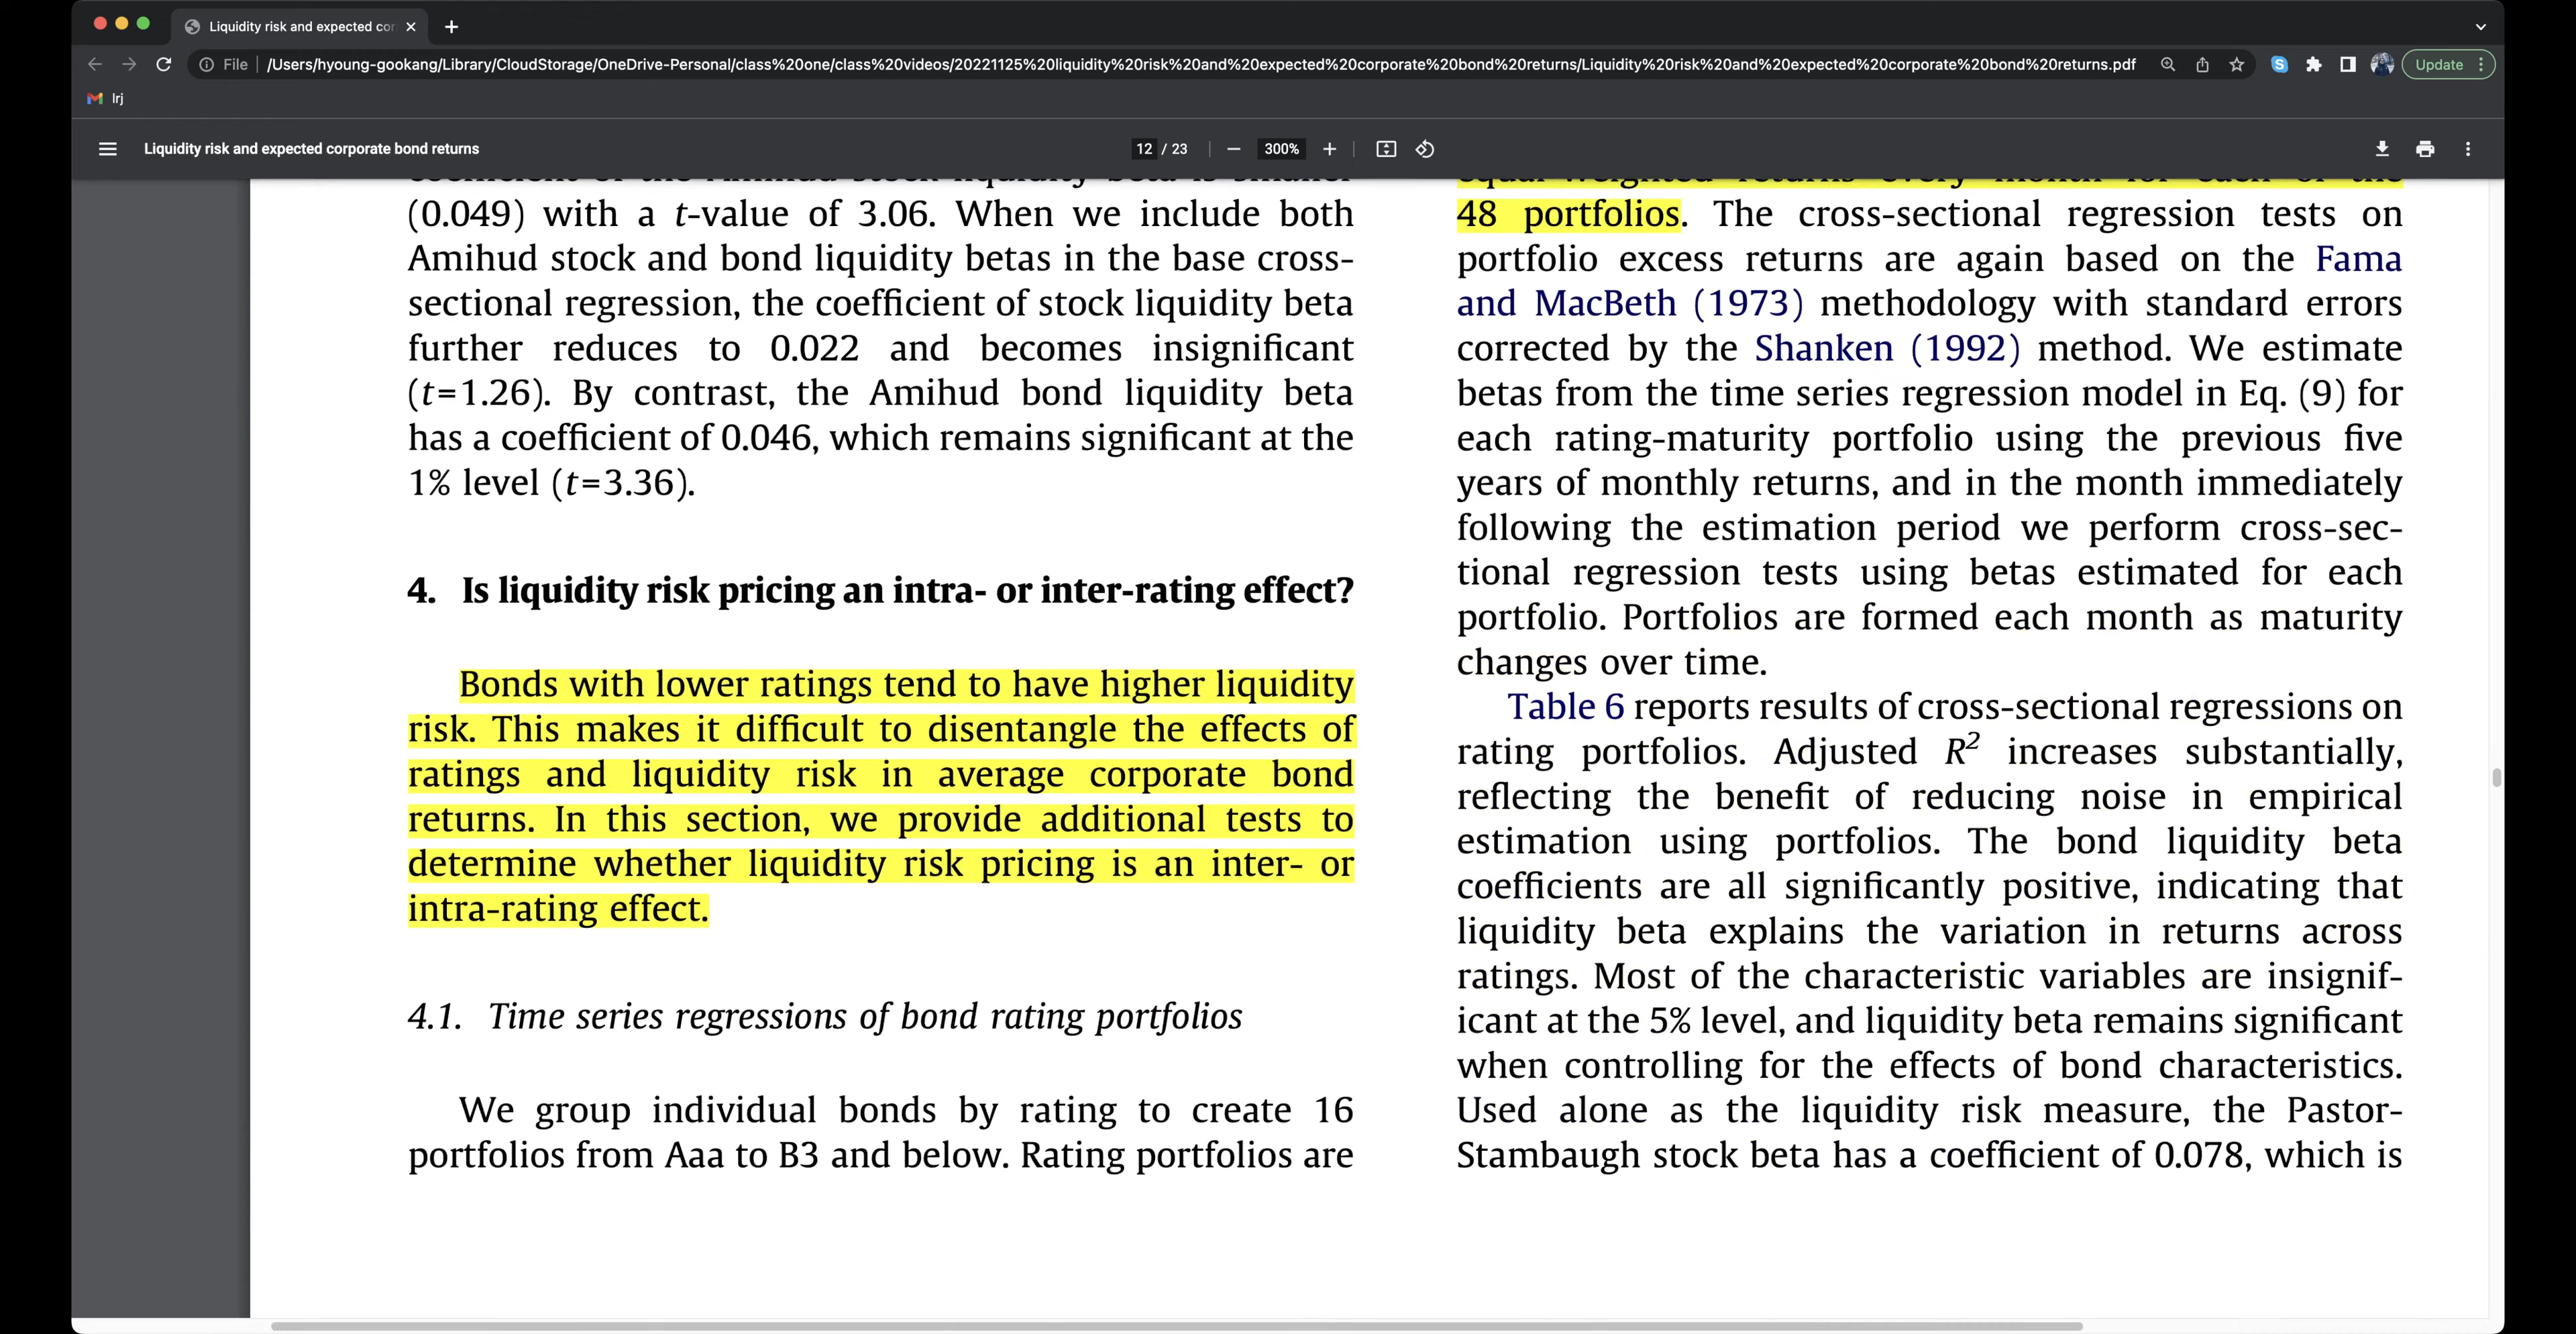 Liquidity risk and expected cor
File
/Users/hyoung-gookang/Library/CloudStorage/OneDrive-Personal/class%20one/class%20videos/20221125%20liquidity%20risk%20and%20expected%20corporate%20bond%20returns/Liquidity%20risk%20and%20expected%20corporate%20bond%20returns.pdf
Update
lrj
Liquidity risk and expected corporate bond returns
12 / 23
300%
coefficient of the Amihud stock liquidity beta is smaller
(0.049) with a t-value of 3.06. When we include both
Amihud stock and bond liquidity betas in the base cross-
sectional regression, the coefficient of stock liquidity beta
further reduces to 0.022 and becomes insignificant
(t=1.26). By contrast, the Amihud bond liquidity beta
has a coefficient of 0.046, which remains significant at the
1% level (t=3.36).
4. Is liquidity risk pricing an intra- or inter-rating effect?
Bonds with lower ratings tend to have higher liquidity
risk. This makes it difficult to disentangle the effects of
ratings and liquidity risk in average corporate bond
returns. In this section, we provide additional tests to
determine whether liquidity risk pricing is an inter- or
intra-rating effect.
4.1. Time series regressions of bond rating portfolios
We group individual bonds by rating to create 16
portfolios from Aaa to B3 and below. Rating portfolios are
equal-weighted returns every month for each of the
48 portfolios. The cross-sectional regression tests on
portfolio excess returns are again based on the Fama
and MacBeth (1973) methodology with standard errors
corrected by the Shanken (1992) method. We estimate
betas from the time series regression model in Eq. (9) for
each rating-maturity portfolio using the previous five
years of monthly returns, and in the month immediately
following the estimation period we perform cross-sec-
tional regression tests using betas estimated for each
portfolio. Portfolios are formed each month as maturity
changes over time.
Table 6 reports results of cross-sectional regressions on
rating portfolios. Adjusted R² increases substantially,
reflecting the benefit of reducing noise in empirical
estimation using portfolios. The bond liquidity beta
coefficients are all significantly positive, indicating that
liquidity beta explains the variation in returns across
ratings. Most of the characteristic variables are insignif-
icant at the 5% level, and liquidity beta remains significant
when controlling for the effects of bond characteristics.
Used alone as the liquidity risk measure, the Pastor-
Stambaugh stock beta has a coefficient of 0.078, which is